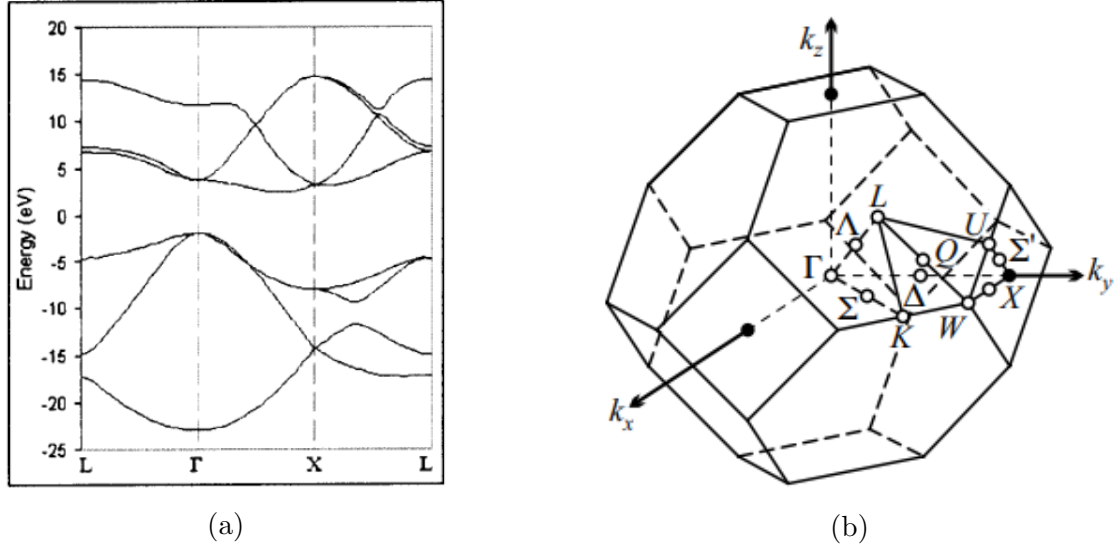 20
15
10
5
0
-5
-10
-15
-20
-25
Energy (eV)
L Γ X L
(a)
k_z
L
Λ
U
Σ'
Q
Γ
k_y
Δ
X
Σ
W
K
k_x
(b)